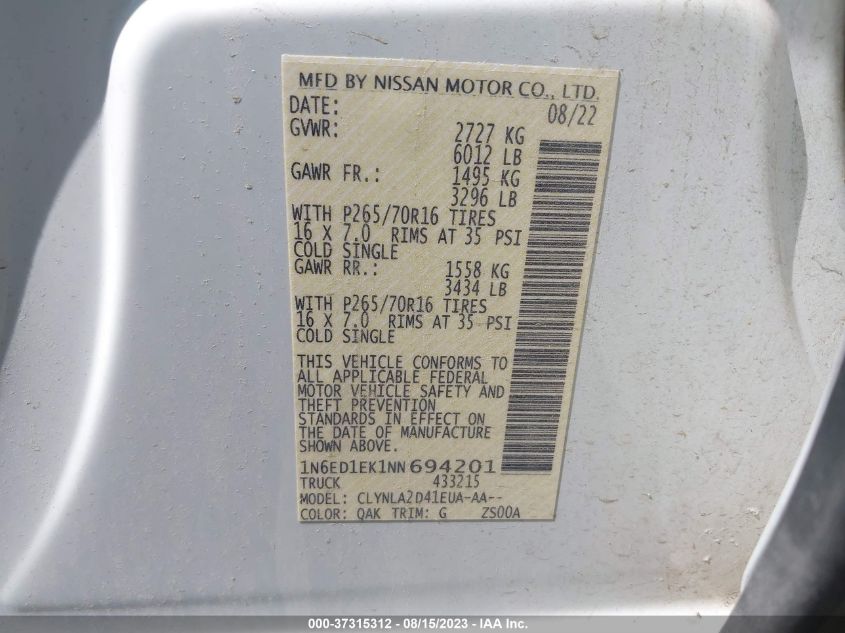 MFD BY NISSAN MOTOR CO., LTD.
DATE: 08/22
GVWR: 2727 KG
6012 LB
GAWR FR.: 1495 KG
3296 LB
WITH P265/70R16 TIRES
16 X 7.0 RIMS AT 35 PSI
COLD SINGLE
GAWR RR.: 1558 KG
3434 LB
WITH P265/70R16 TIRES
16 X 7.0 RIMS AT 35 PSI
COLD SINGLE
THIS VEHICLE CONFORMS TO
ALL APPLICABLE FEDERAL
MOTOR VEHICLE SAFETY AND
THEFT PREVENTION
STANDARDS IN EFFECT ON
THE DATE OF MANUFACTURE
SHOWN ABOVE.
1N6ED1EK1NN694201
TRUCK 433215
MODEL: CLYNLA2D41EUA-AA--
COLOR: QAK TRIM: G ZS00A
000-37315312 - 08/15/2023 - IAA Inc.